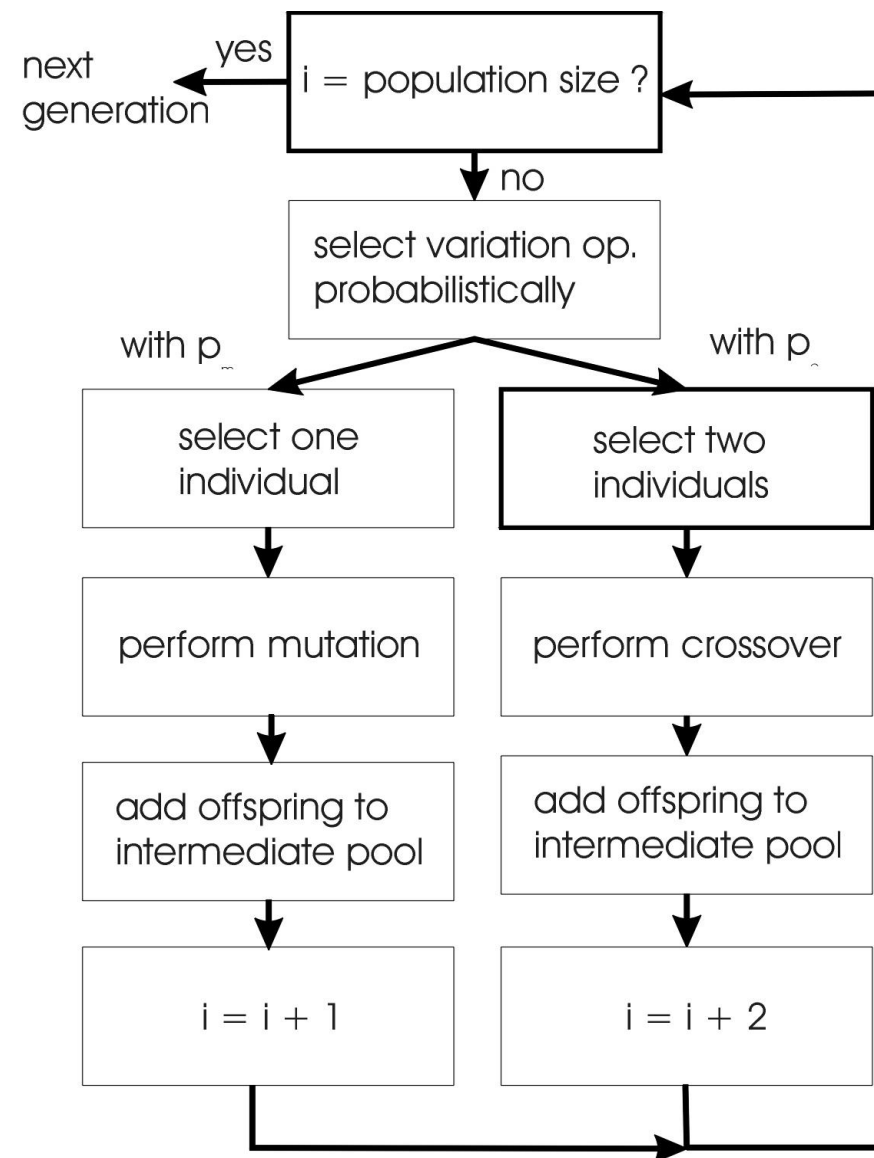 yes
next
generation
i = population size ?
no
select variation op.
probabilistically
with p
with p
select one
individual
select two
individuals
perform mutation
perform crossover
add offspring to
intermediate pool
add offspring to
intermediate pool
i = i + 1
i = i + 2